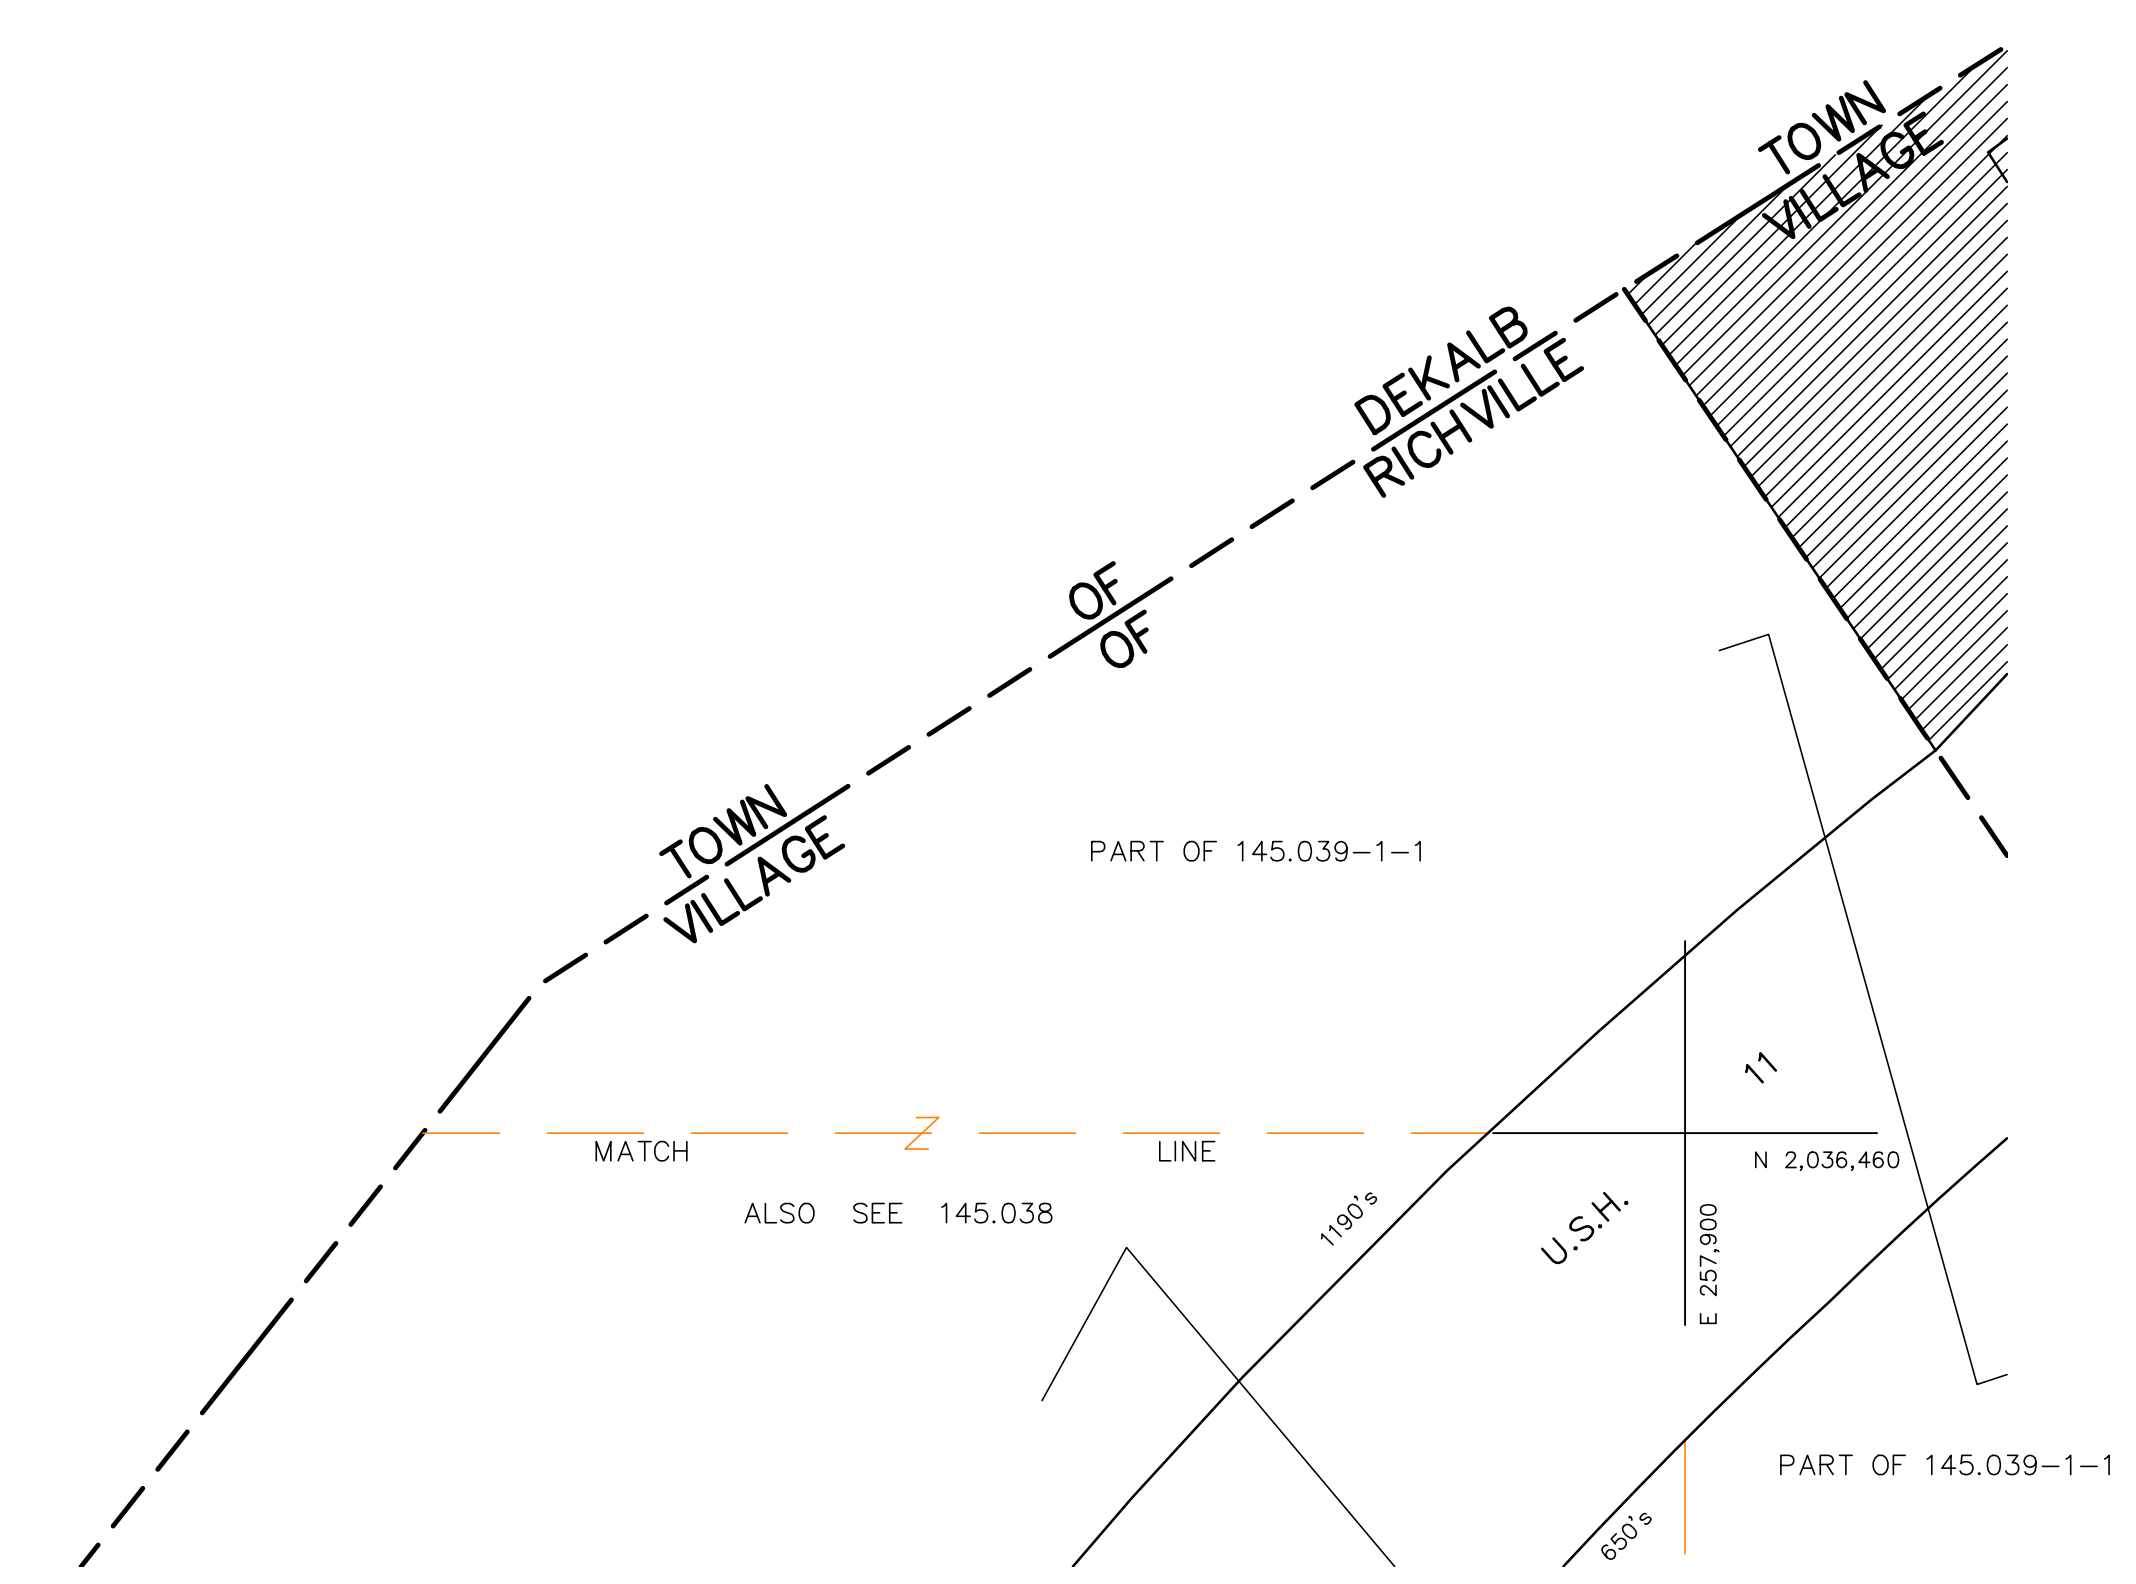 TOWN
VILLAGE
DEKALB
RICHVILLE
OF
OF
TOWN
VILLAGE
PART OF 145.039-1-1
11
MATCH LINE
N 2,036,460
ALSO SEE 145.038
1190's
U.S.H.
E 257,900
PART OF 145.039-1-1
650's